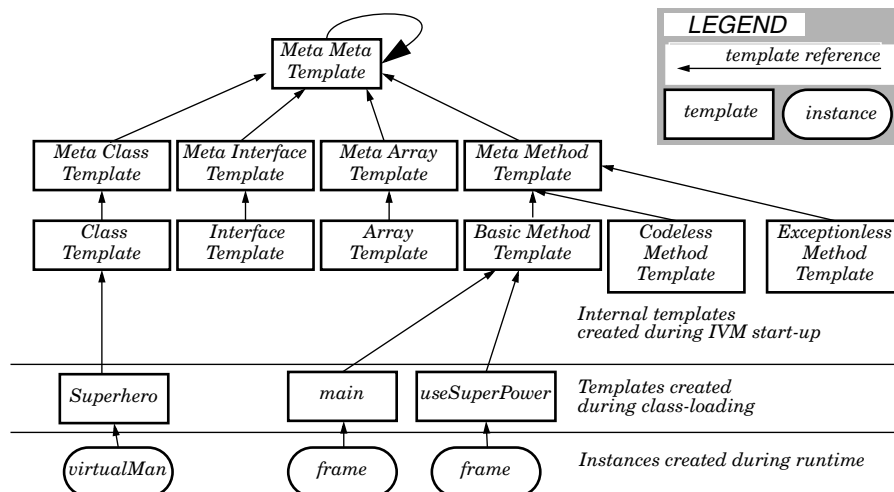 LEGEND
template reference
template
instance
Meta Meta
Template
Meta Class
Template
Meta Interface
Template
Meta Array
Template
Meta Method
Template
Class
Template
Interface
Template
Array
Template
Basic Method
Template
Codeless
Method
Template
Exceptionless
Method
Template
Internal templates
created during IVM start-up
Superhero
main
useSuperPower
Templates created
during class-loading
virtualMan
frame
frame
Instances created during runtime